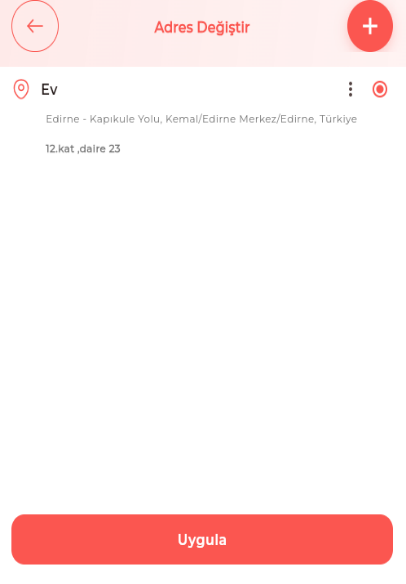 Adres Değiştir
Ev
Edirne - Kapıkule Yolu, Kemal/Edirne Merkez/Edirne, Türkiye
12.kat ,daire 23
Uygula